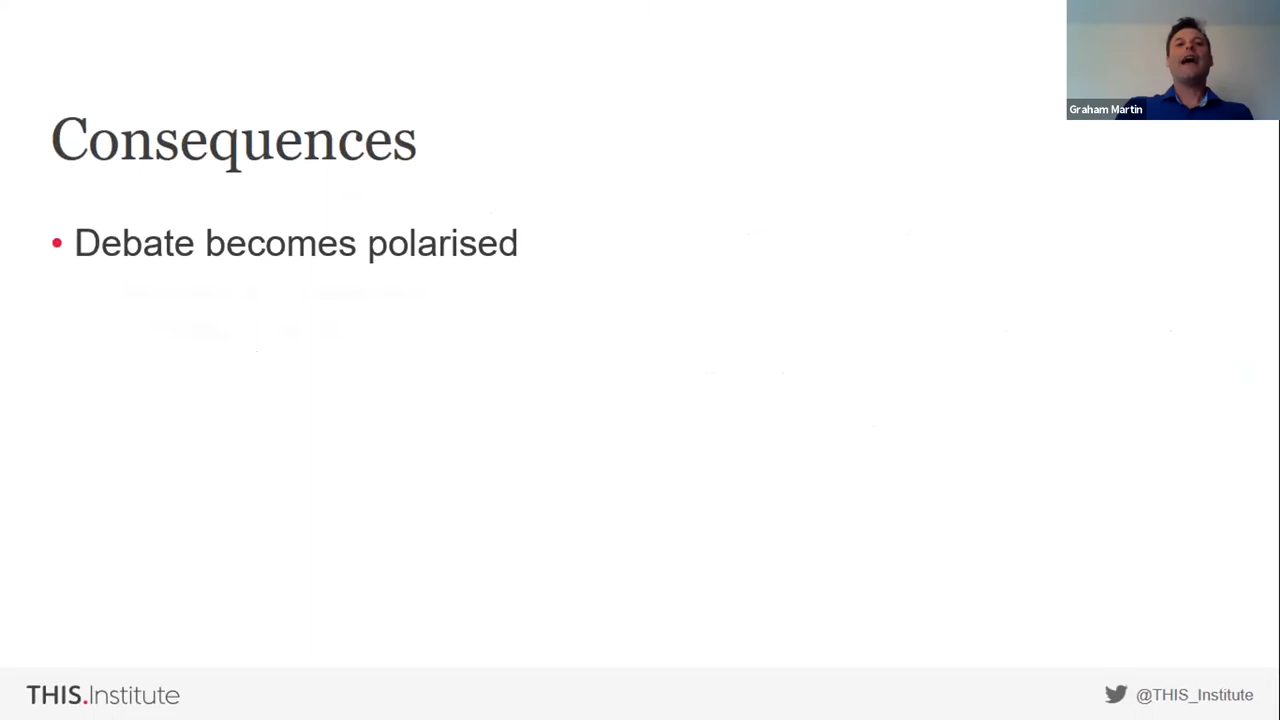 Graham Martin
Consequences
• Debate becomes polarised
THIS.Institute
@THIS_Institute